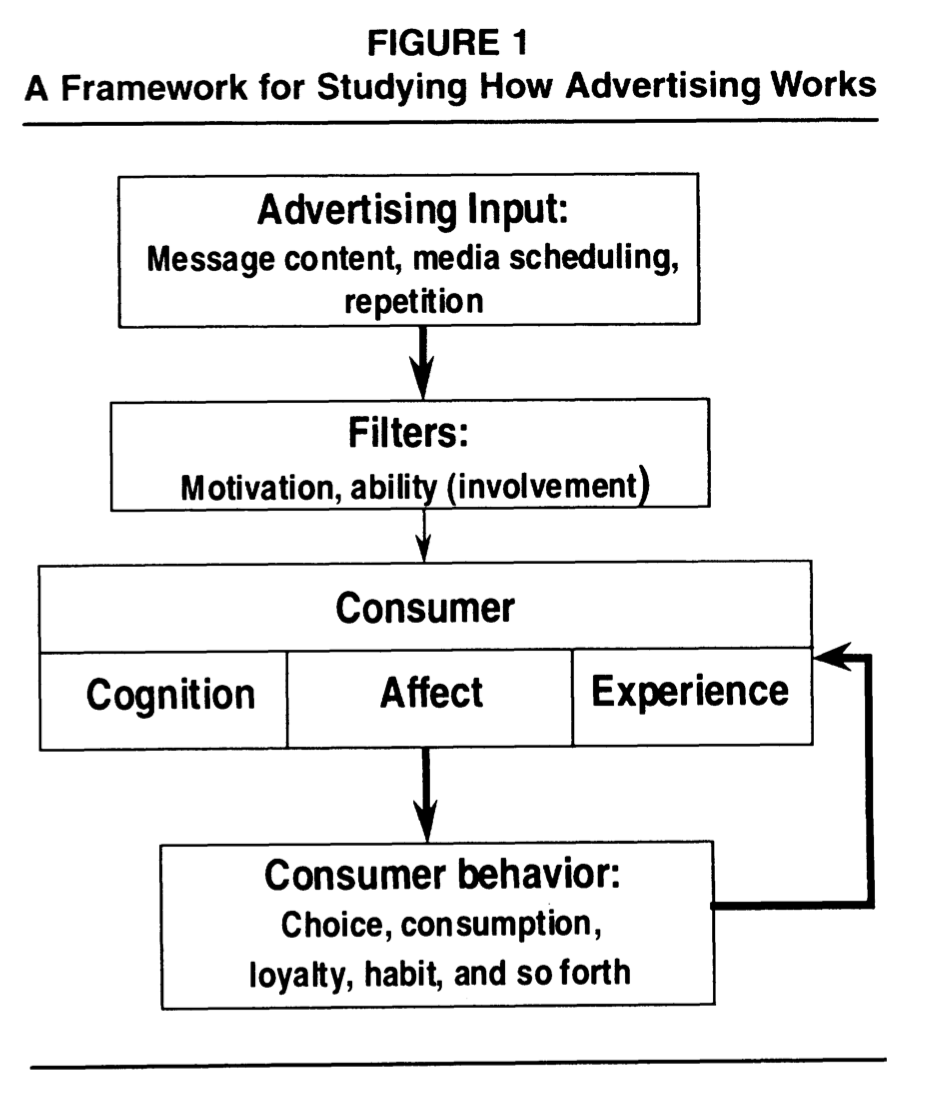 FIGURE 1
A Framework for Studying How Advertising Works
Advertising Input:
Message content, media scheduling,
repetition
Filters:
Motivation, ability (involvement)
Consumer
Cognition
Affect
Experience
Consumer behavior:
Choice, consumption,
loyalty, habit, and so forth